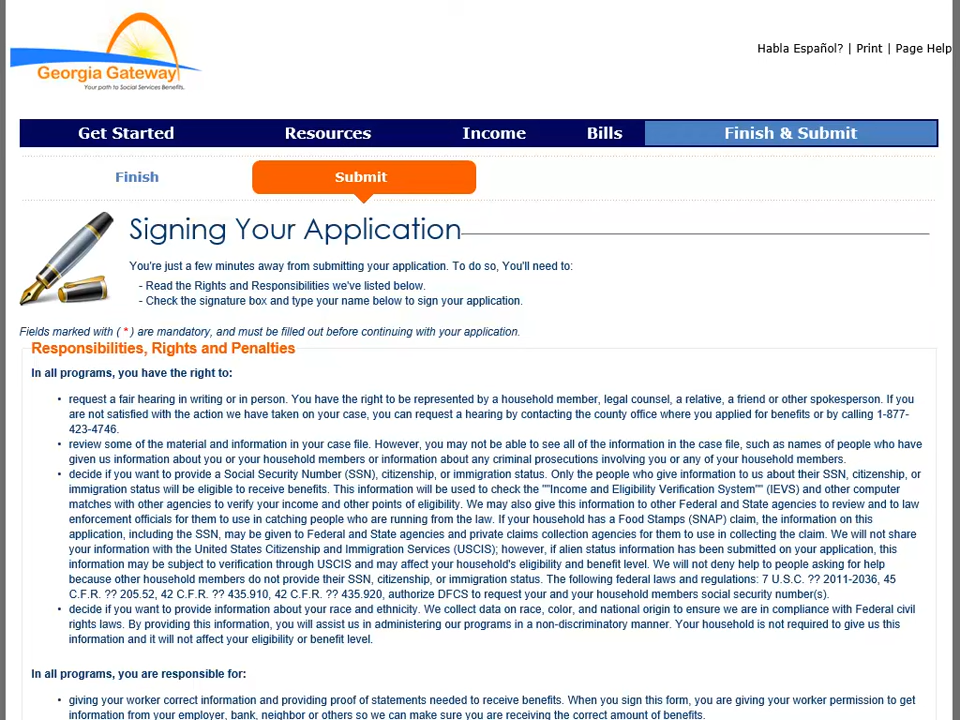 Georgia Gateway
Your path to Social Services Benefits.
Habla Español? | Print | Page Help
Get Started Resources Income Bills Finish & Submit
Finish Submit
Signing Your Application
You're just a few minutes away from submitting your application. To do so, You'll need to:
- Read the Rights and Responsibilities we've listed below.
- Check the signature box and type your name below to sign your application.
Fields marked with ( * ) are mandatory, and must be filled out before continuing with your application.
Responsibilities, Rights and Penalties
In all programs, you have the right to:
• request a fair hearing in writing or in person. You have the right to be represented by a household member, legal counsel, a relative, a friend or other spokesperson. If you
are not satisfied with the action we have taken on your case, you can request a hearing by contacting the county office where you applied for benefits or by calling 1-877-
423-4746.
• review some of the material and information in your case file. However, you may not be able to see all of the information in the case file, such as names of people who have
given us information about you or your household members or information about any criminal prosecutions involving you or any of your household members.
• decide if you want to provide a Social Security Number (SSN), citizenship, or immigration status. Only the people who give information to us about their SSN, citizenship, or
immigration status will be eligible to receive benefits. This information will be used to check the ""Income and Eligibility Verification System"" (IEVS) and other computer
matches with other agencies to verify your income and other points of eligibility. We may also give this information to other Federal and State agencies to review and to law
enforcement officials for them to use in catching people who are running from the law. If your household has a Food Stamps (SNAP) claim, the information on this
application, including the SSN, may be given to Federal and State agencies and private claims collection agencies for them to use in collecting the claim. We will not share
your information with the United States Citizenship and Immigration Services (USCIS); however, if alien status information has been submitted on your application, this
information may be subject to verification through USCIS and may affect your household's eligibility and benefit level. We will not deny help to people asking for help
because other household members do not provide their SSN, citizenship, or immigration status. The following federal laws and regulations: 7 U.S.C. ?? 2011-2036, 45
C.F.R. ?? 205.52, 42 C.F.R. ?? 435.910, 42 C.F.R. ?? 435.920, authorize DFCS to request your and your household members social security number(s).
• decide if you want to provide information about your race and ethnicity. We collect data on race, color, and national origin to ensure we are in compliance with Federal civil
rights laws. By providing this information, you will assist us in administering our programs in a non-discriminatory manner. Your household is not required to give us this
information and it will not affect your eligibility or benefit level.
In all programs, you are responsible for:
• giving your worker correct information and providing proof of statements needed to receive benefits. When you sign this form, you are giving your worker permission to get
information from your employer, bank, neighbor or others so we can make sure you are receiving the correct amount of benefits.